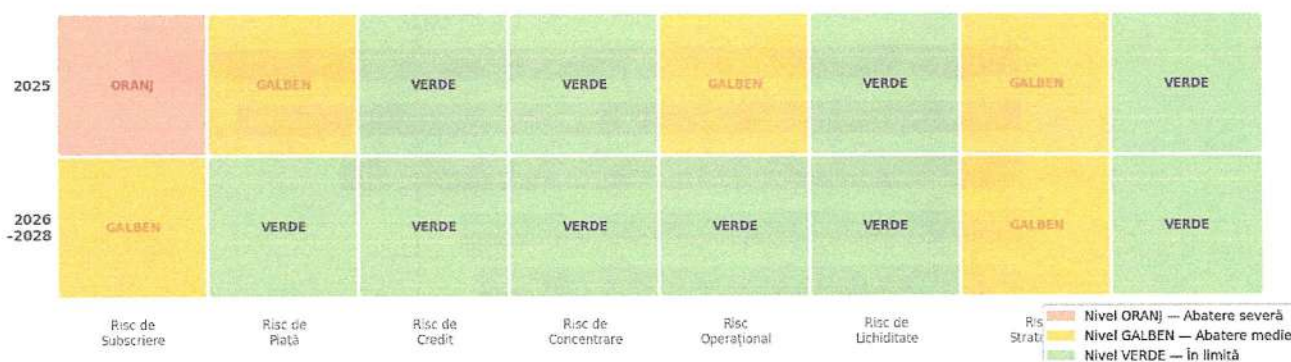 2025
ORANJ GALBEN VERDE VERDE GALBEN VERDE GALBEN VERDE
2026
-2028
GALBEN VERDE VERDE VERDE VERDE VERDE GALBEN VERDE
Risc de
Subscriere
Risc de
Piață
Risc de
Credit
Risc de
Concentrare
Risc
Operațional
Risc de
Lichiditate
Nivel ORANJ — Abatere severă
Nivel GALBEN — Abatere medie
Nivel VERDE — În limită